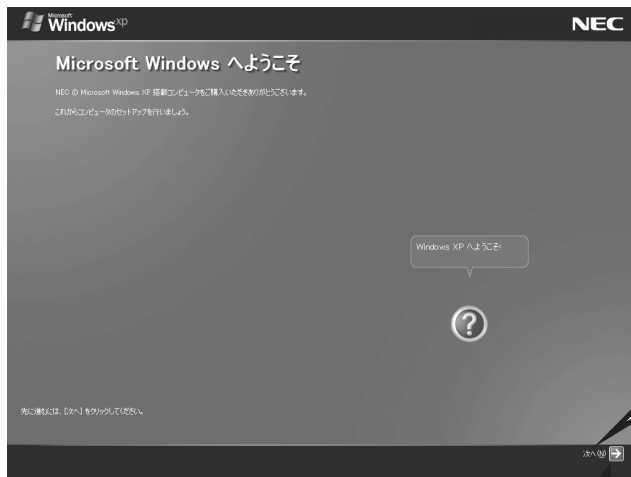 Microsoft
Windows xp
NEC
Microsoft Windows へようこそ
NEC の Microsoft Windows XP 搭載コンピュータをご購入いただきありがとうございます。
これからコンピュータのセットアップを行いましょう。
Windows XP へようこそ!
?
先に進むには、[次へ] をクリックしてください。
次へ(N)